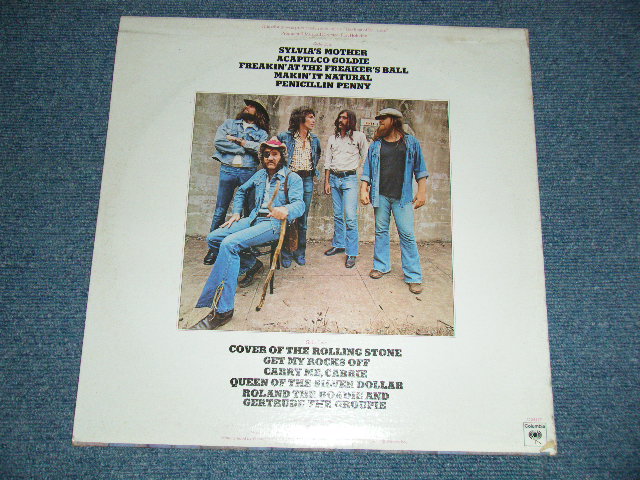 SYLVIA'S MOTHER
ACAPULCO GOLDIE
FREAKIN' AT THE FREAKER'S BALL
MAKIN' IT NATURAL
PENICILLIN PENNY
COVER OF THE ROLLING STONE
GET MY ROCKS OFF
CARRY ME, CARRIE
QUEEN OF THE SILVER DOLLAR
ROLAND THE ROADIE AND
GERTRUDE THE GROUPIE
Columbia